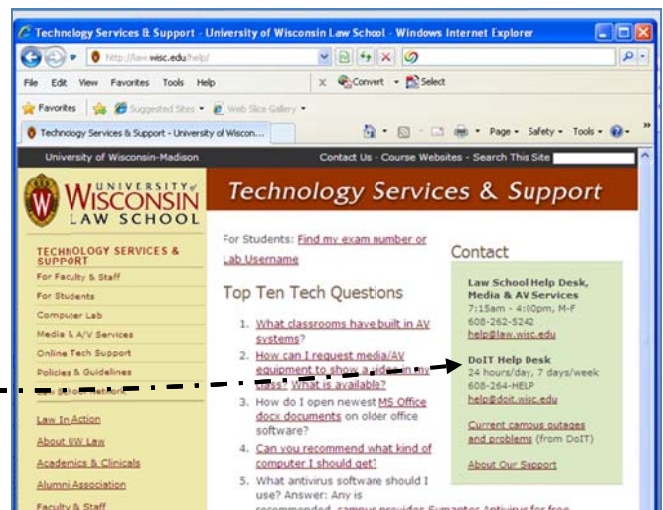 Technology Services & Support - University of Wisconsin Law School - Windows Internet Explorer
http://law.wisc.edu/help/
File Edit View Favorites Tools Help
x Convert Select
Favorites Suggested Sites Web Slice Gallery
Technology Services & Support - University of Wiscon...
Page Safety Tools »
University of Wisconsin-Madison
Contact Us · Course Websites - Search This Site
UNIVERSITY of
WISCONSIN
LAW SCHOOL
Technology Services & Support
TECHNOLOGY SERVICES &
SUPPORT
For Faculty & Staff
For Students
Computer Lab
Media & A/V Services
Online Tech Support
Policies & Guidelines
Law School Network
Law In Action
About UW Law
Academics & Clinicals
Alumni Association
Faculty & Staff
For Students: Find my exam number or
Lab Username
Top Ten Tech Questions
1. What classrooms have built in AV
systems?
2. How can I request media/AV
equipment to show a video in my
class? What is available?
3. How do I open newest MS Office
docx documents on older office
software?
4. Can you recommend what kind of
computer I should get?
5. What antivirus software should I
use? Answer: Any is
recommended, campus provides Symantec Antivirus for free
Contact
Law School Help Desk,
Media & AV Services
7:15am - 4:00pm, M-F
608-262-5242
help@law.wisc.edu
DoIT Help Desk
24 hours/day, 7 days/week
608-264-HELP
help@doit.wisc.edu
Current campus outages
and problems (from DoIT)
About Our Support